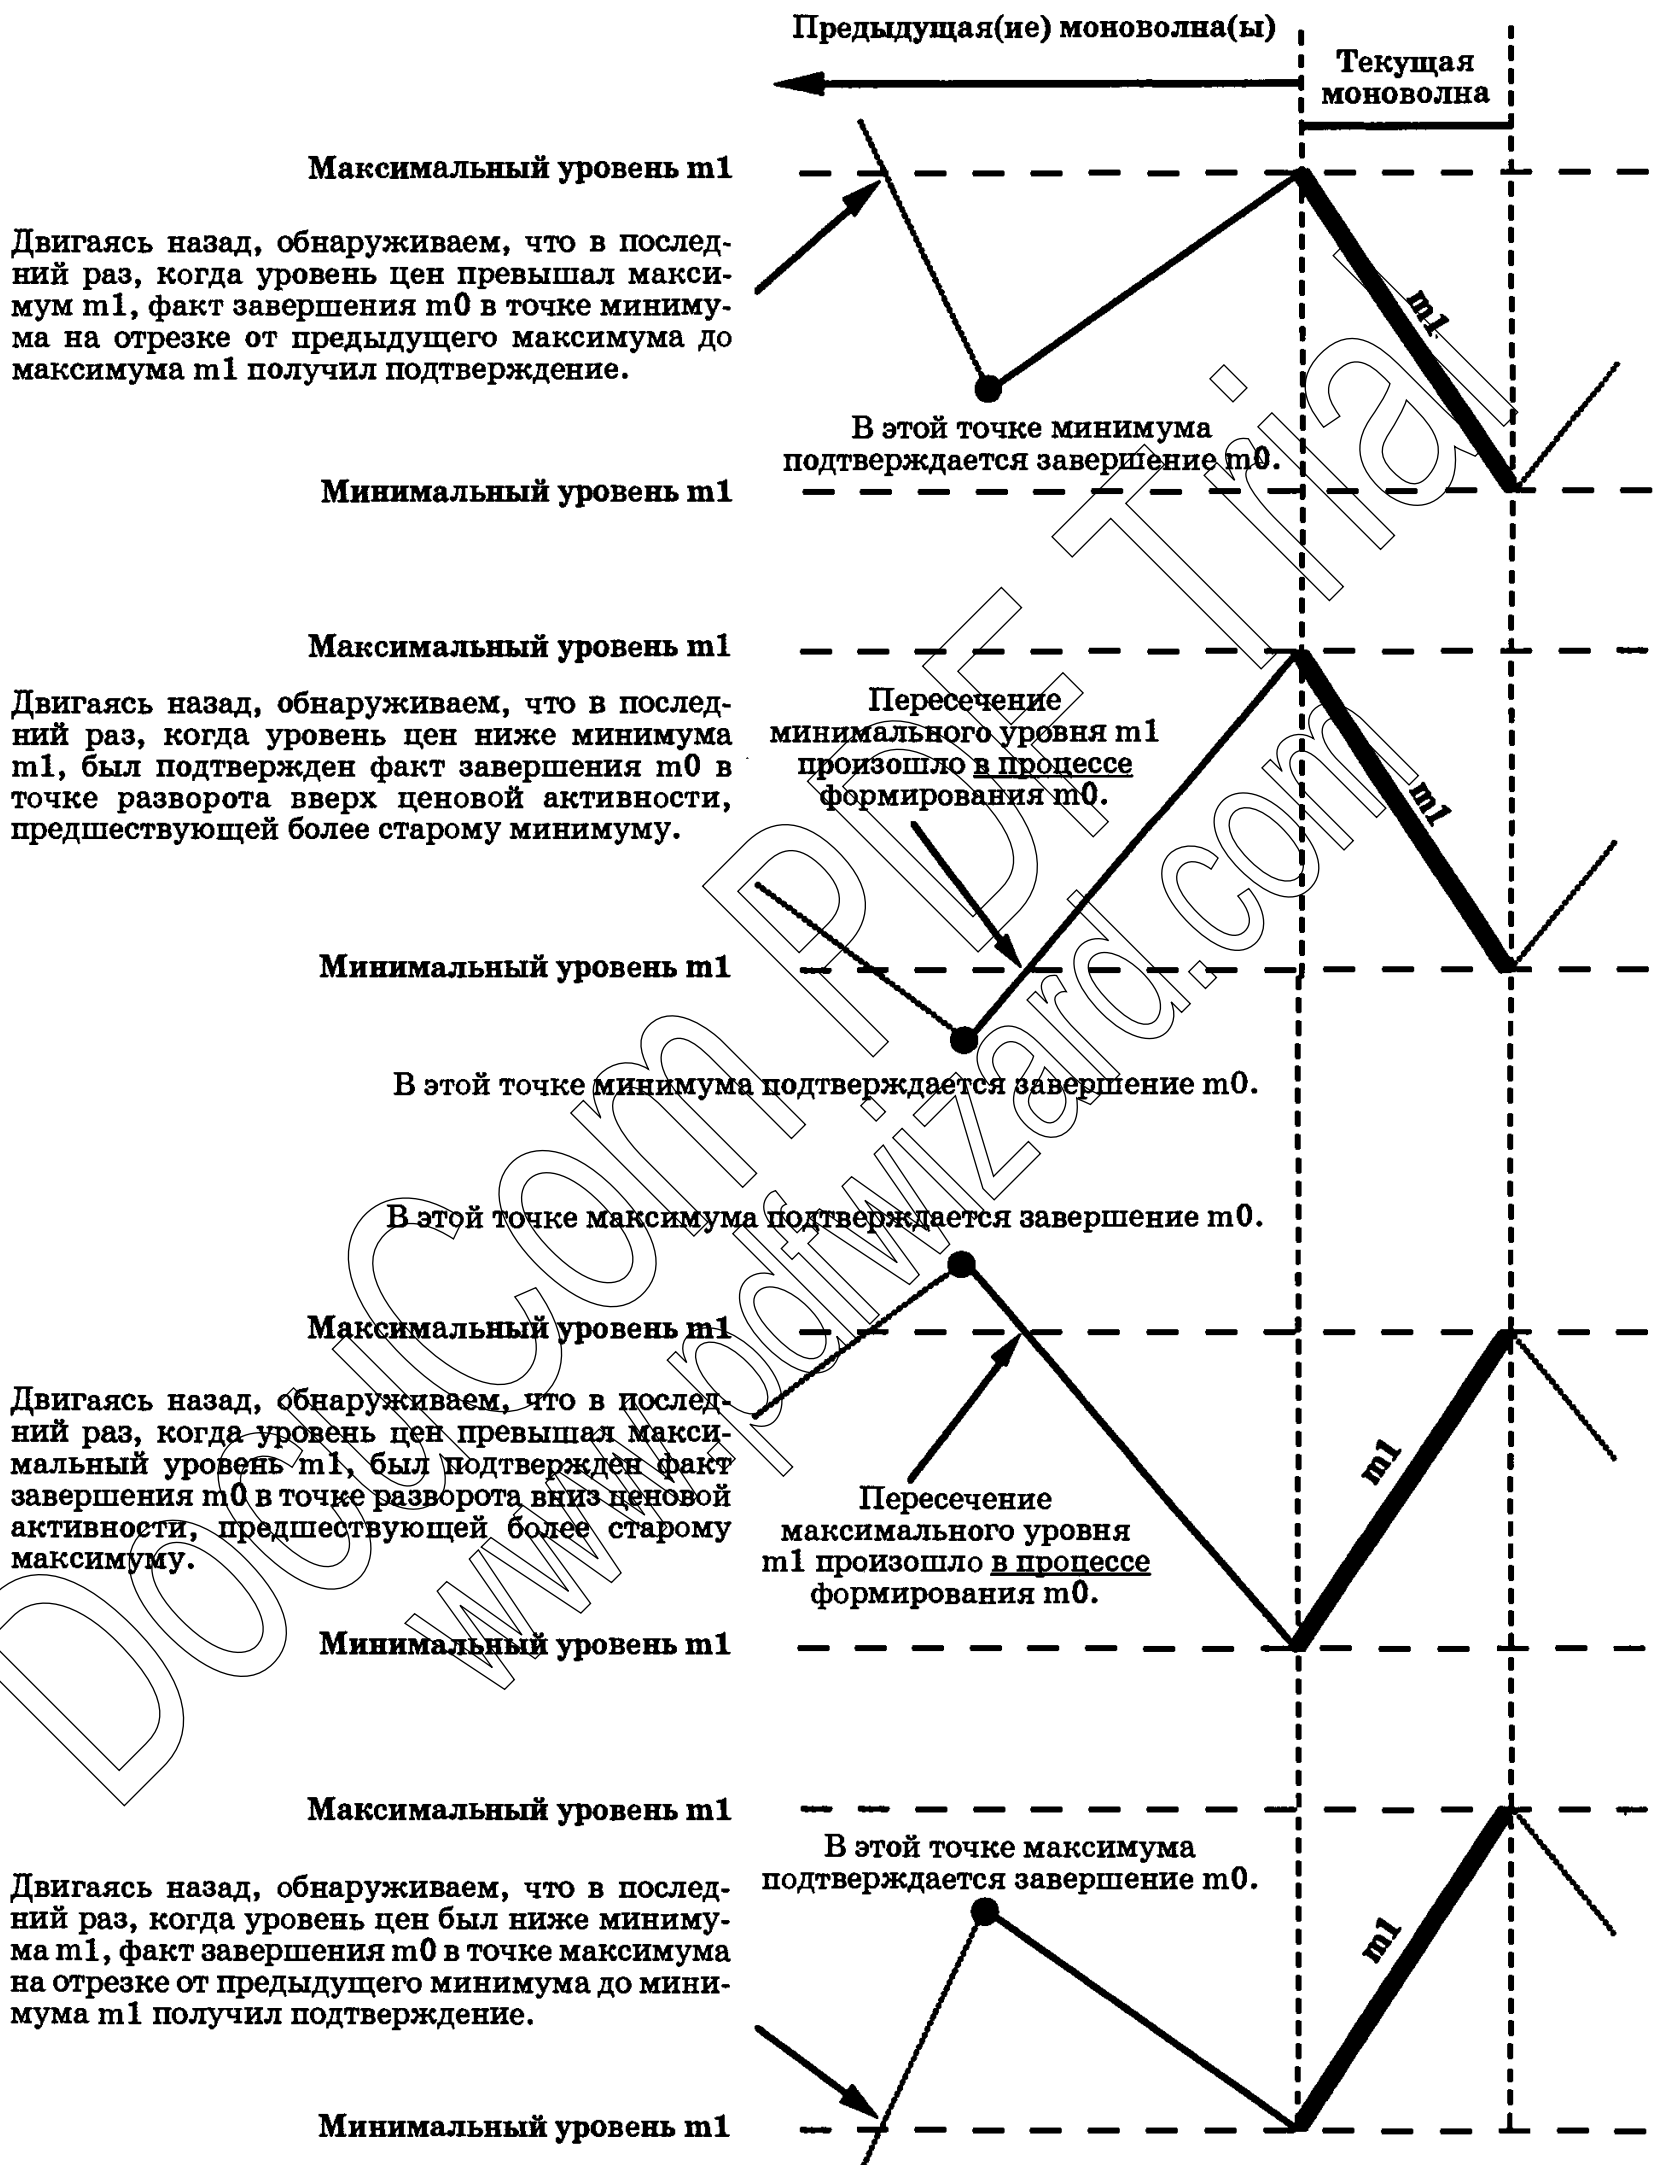 Предыдущая(ие) моноволна(ы)
Текущая
моноволна
Максимальный уровень m1
Двигаясь назад, обнаруживаем, что в послед-
ний раз, когда уровень цен превышал макси-
мум m1, факт завершения m0 в точке миниму-
ма на отрезке от предыдущего максимума до
максимума m1 получил подтверждение.
m1
В этой точке минимума
подтверждается завершение m0.
Минимальный уровень m1
Максимальный уровень m1
Двигаясь назад, обнаруживаем, что в послед-
ний раз, когда уровень цен ниже минимума
m1, был подтвержден факт завершения m0 в
точке разворота вверх ценовой активности,
предшествующей более старому минимуму.
Пересечение
минимального уровня m1
произошло в процессе
формирования m0.
m1
Минимальный уровень m1
В этой точке минимума подтверждается завершение m0.
В этой точке максимума подтверждается завершение m0.
Максимальный уровень m1
Двигаясь назад, обнаруживаем, что в послед-
ний раз, когда уровень цен превышал макси-
мальный уровень m1, был подтверждён факт
завершения m0 в точке разворота вниз ценовой
активности, предшествующей более старому
максимуму.
m1
Пересечение
максимального уровня
m1 произошло в процессе
формирования m0.
Минимальный уровень m1
Максимальный уровень m1
В этой точке максимума
подтверждается завершение m0.
Двигаясь назад, обнаруживаем, что в послед-
ний раз, когда уровень цен был ниже миниму-
ма m1, факт завершения m0 в точке максимума
на отрезке от предыдущего минимума до мини-
мума m1 получил подтверждение.
m1
Минимальный уровень m1
DocuCom PDF Trial
www.pdfwizard.com